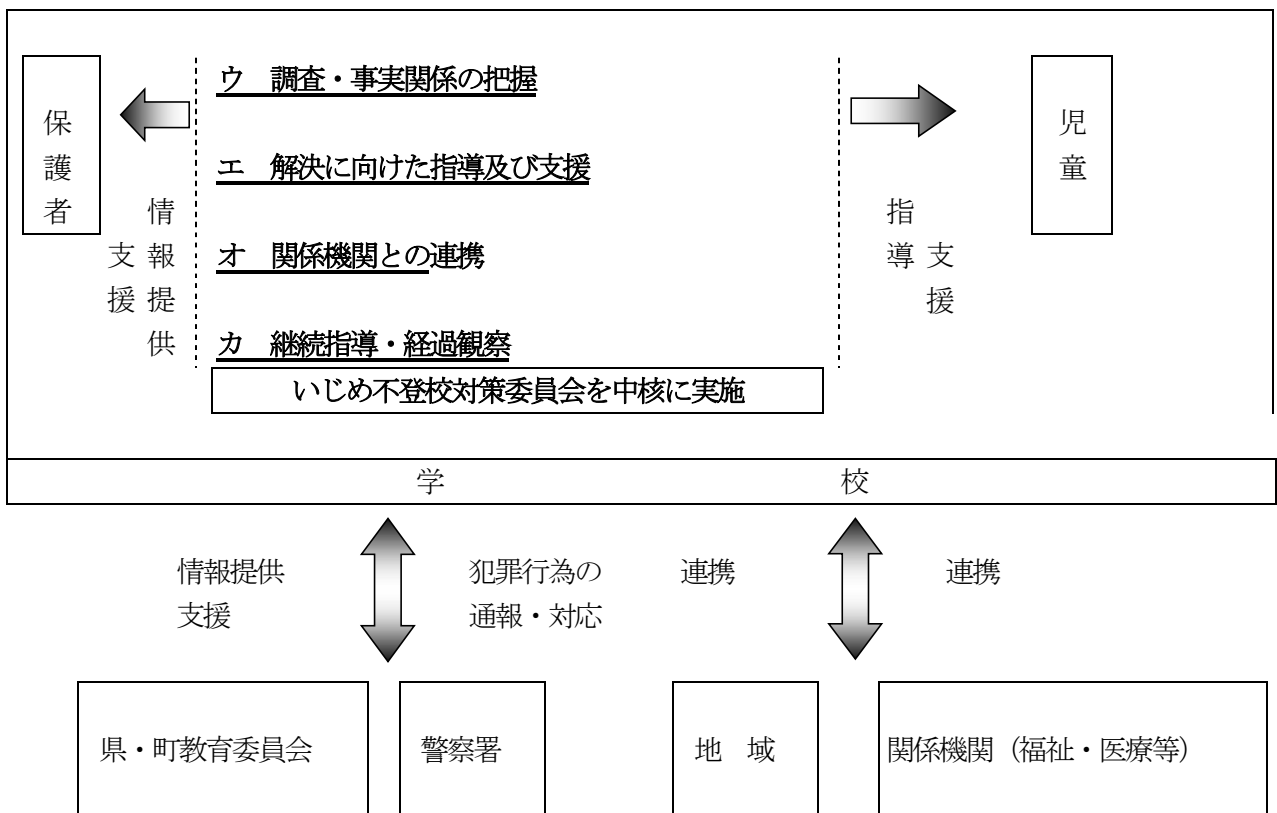 ウ 調査・事実関係の把握
保護者
児童
エ 解決に向けた指導及び支援
情報提供
支援
指導
支援
オ 関係機関との連携
カ 継続指導・経過観察
いじめ不登校対策委員会を中核に実施
学 校
情報提供
支援
犯罪行為の
通報・対応
連携
連携
県・町教育委員会
警察署
地 域
関係機関（福祉・医療等）